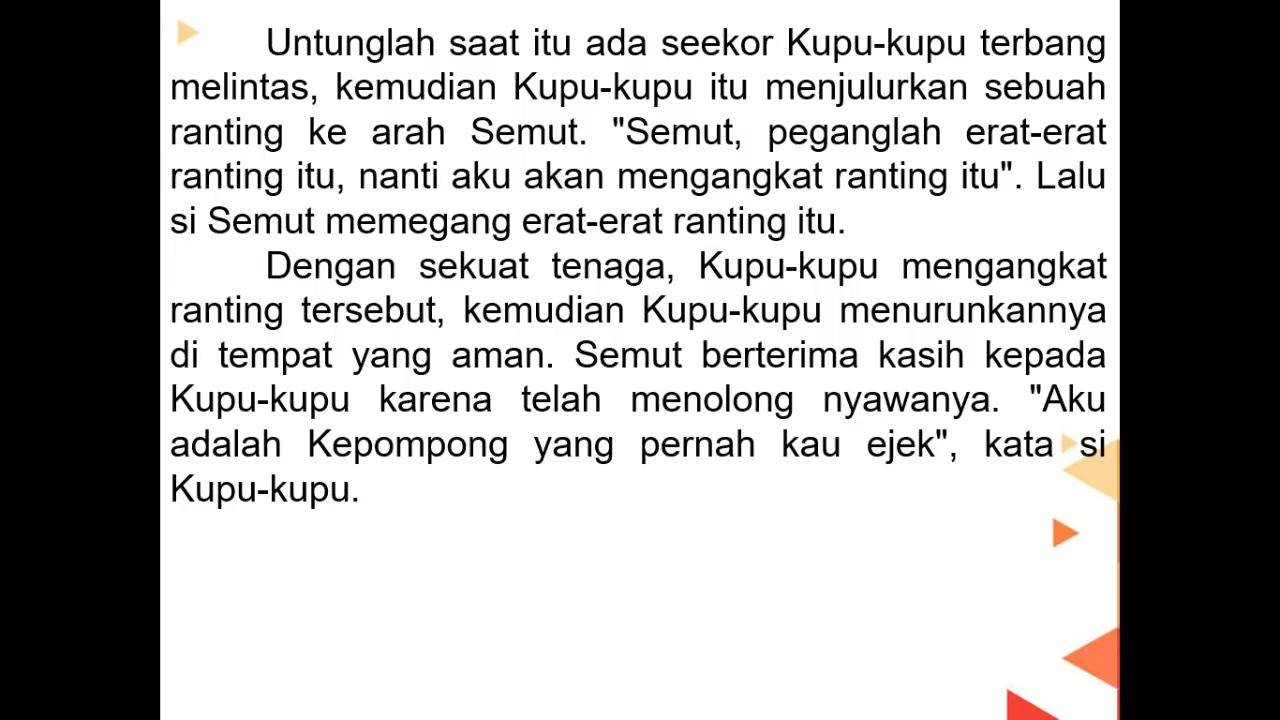 Untunglah saat itu ada seekor Kupu-kupu terbang
melintas, kemudian Kupu-kupu itu menjulurkan sebuah
ranting ke arah Semut. "Semut, peganglah erat-erat
ranting itu, nanti aku akan mengangkat ranting itu". Lalu
si Semut memegang erat-erat ranting itu.
Dengan sekuat tenaga, Kupu-kupu mengangkat
ranting tersebut, kemudian Kupu-kupu menurunkannya
di tempat yang aman. Semut berterima kasih kepada
Kupu-kupu karena telah menolong nyawanya. "Aku
adalah Kepompong yang pernah kau ejek", kata si
Kupu-kupu.